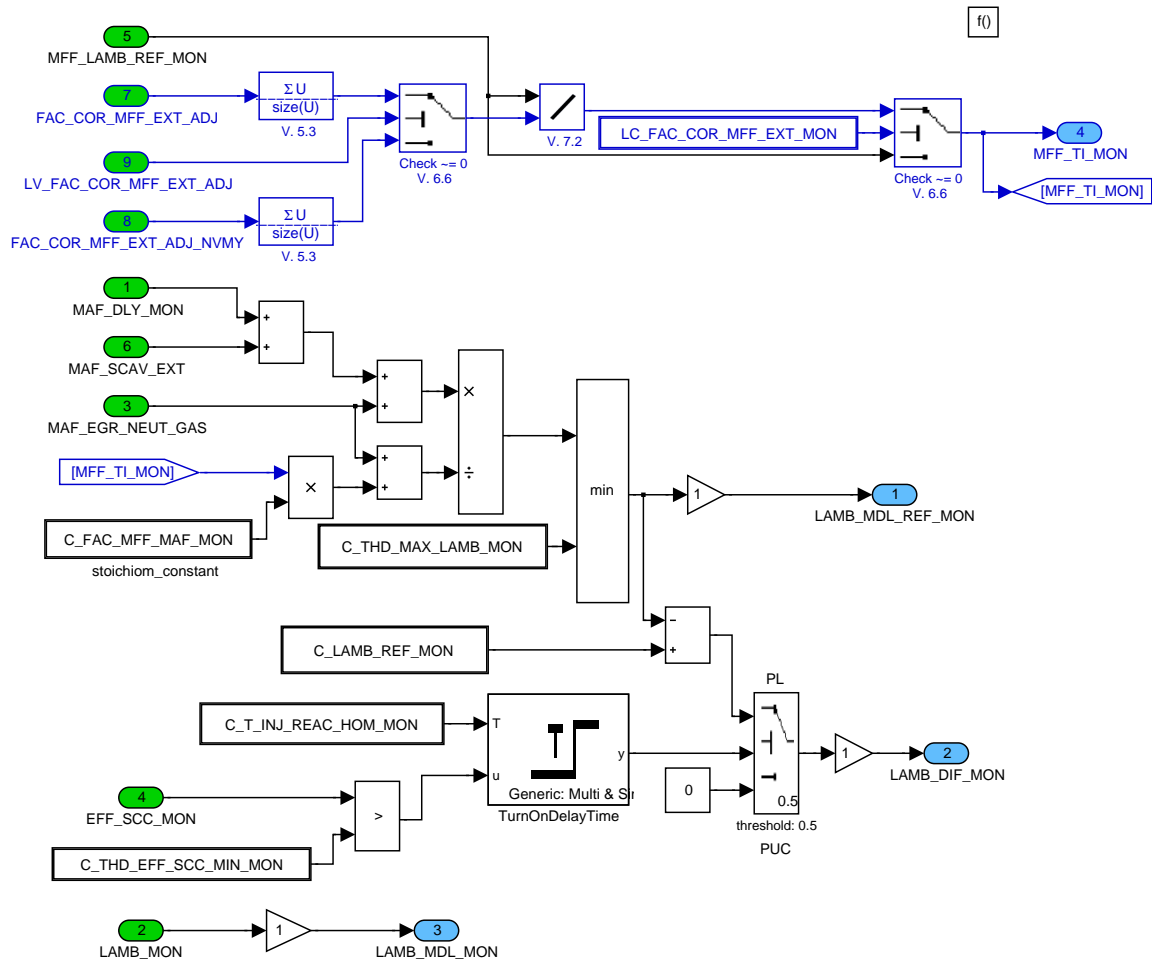 f()
5
MFF_LAMB_REF_MON
7
FAC_COR_MFF_EXT_ADJ
ΣU
size(U)
V. 5.3
Check ~= 0
V. 6.6
V. 7.2
LC_FAC_COR_MFF_EXT_MON
Check ~= 0
V. 6.6
4
MFF_TI_MON
[MFF_TI_MON]
9
LV_FAC_COR_MFF_EXT_ADJ
8
FAC_COR_MFF_EXT_ADJ_NVMY
ΣU
size(U)
V. 5.3
1
MAF_DLY_MON
+
+
6
MAF_SCAV_EXT
+
+
×
3
MAF_EGR_NEUT_GAS
+
+
÷
[MFF_TI_MON]
×
C_FAC_MFF_MAF_MON
stoichiom_constant
C_THD_MAX_LAMB_MON
min
1
1
LAMB_MDL_REF_MON
C_LAMB_REF_MON
−
+
PL
C_T_INJ_REAC_HOM_MON
T
u
y
Generic: Multi & Sir
TurnOnDelayTime
0
0.5
threshold: 0.5
PUC
1
2
LAMB_DIF_MON
4
EFF_SCC_MON
>
C_THD_EFF_SCC_MIN_MON
2
LAMB_MON
1
3
LAMB_MDL_MON